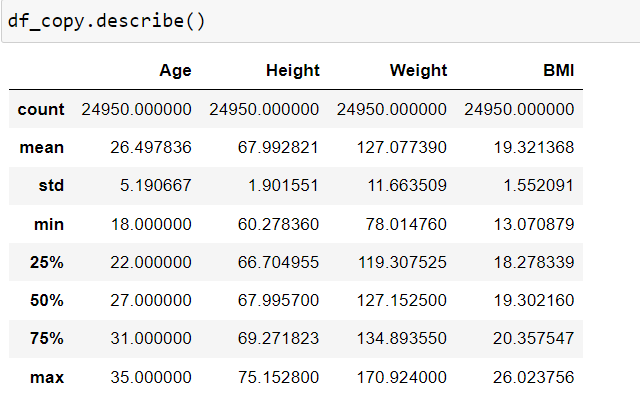 df_copy.describe()
Age Height Weight BMI
count 24950.000000 24950.000000 24950.000000 24950.000000
mean 26.497836 67.992821 127.077390 19.321368
std 5.190667 1.901551 11.663509 1.552091
min 18.000000 60.278360 78.014760 13.070879
25% 22.000000 66.704955 119.307525 18.278339
50% 27.000000 67.995700 127.152500 19.302160
75% 31.000000 69.271823 134.893550 20.357547
max 35.000000 75.152800 170.924000 26.023756